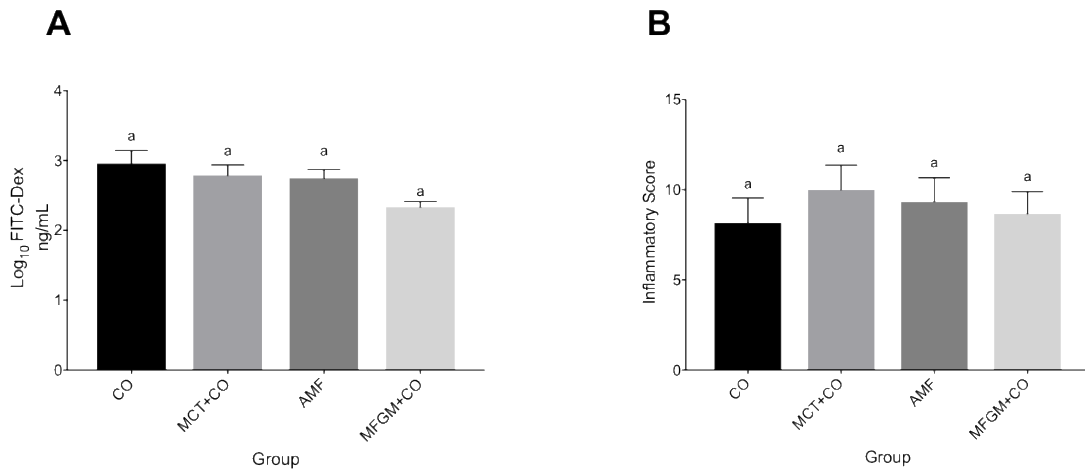 A
4
3
2
1
0
Log10 FITC-Dex
ng/mL
a
a
a
a
CO
MCT+CO
AMF
MFGM+CO
Group
B
15
10
5
0
Inflammatory Score
a
a
a
a
CO
MCT+CO
AMF
MFGM+CO
Group